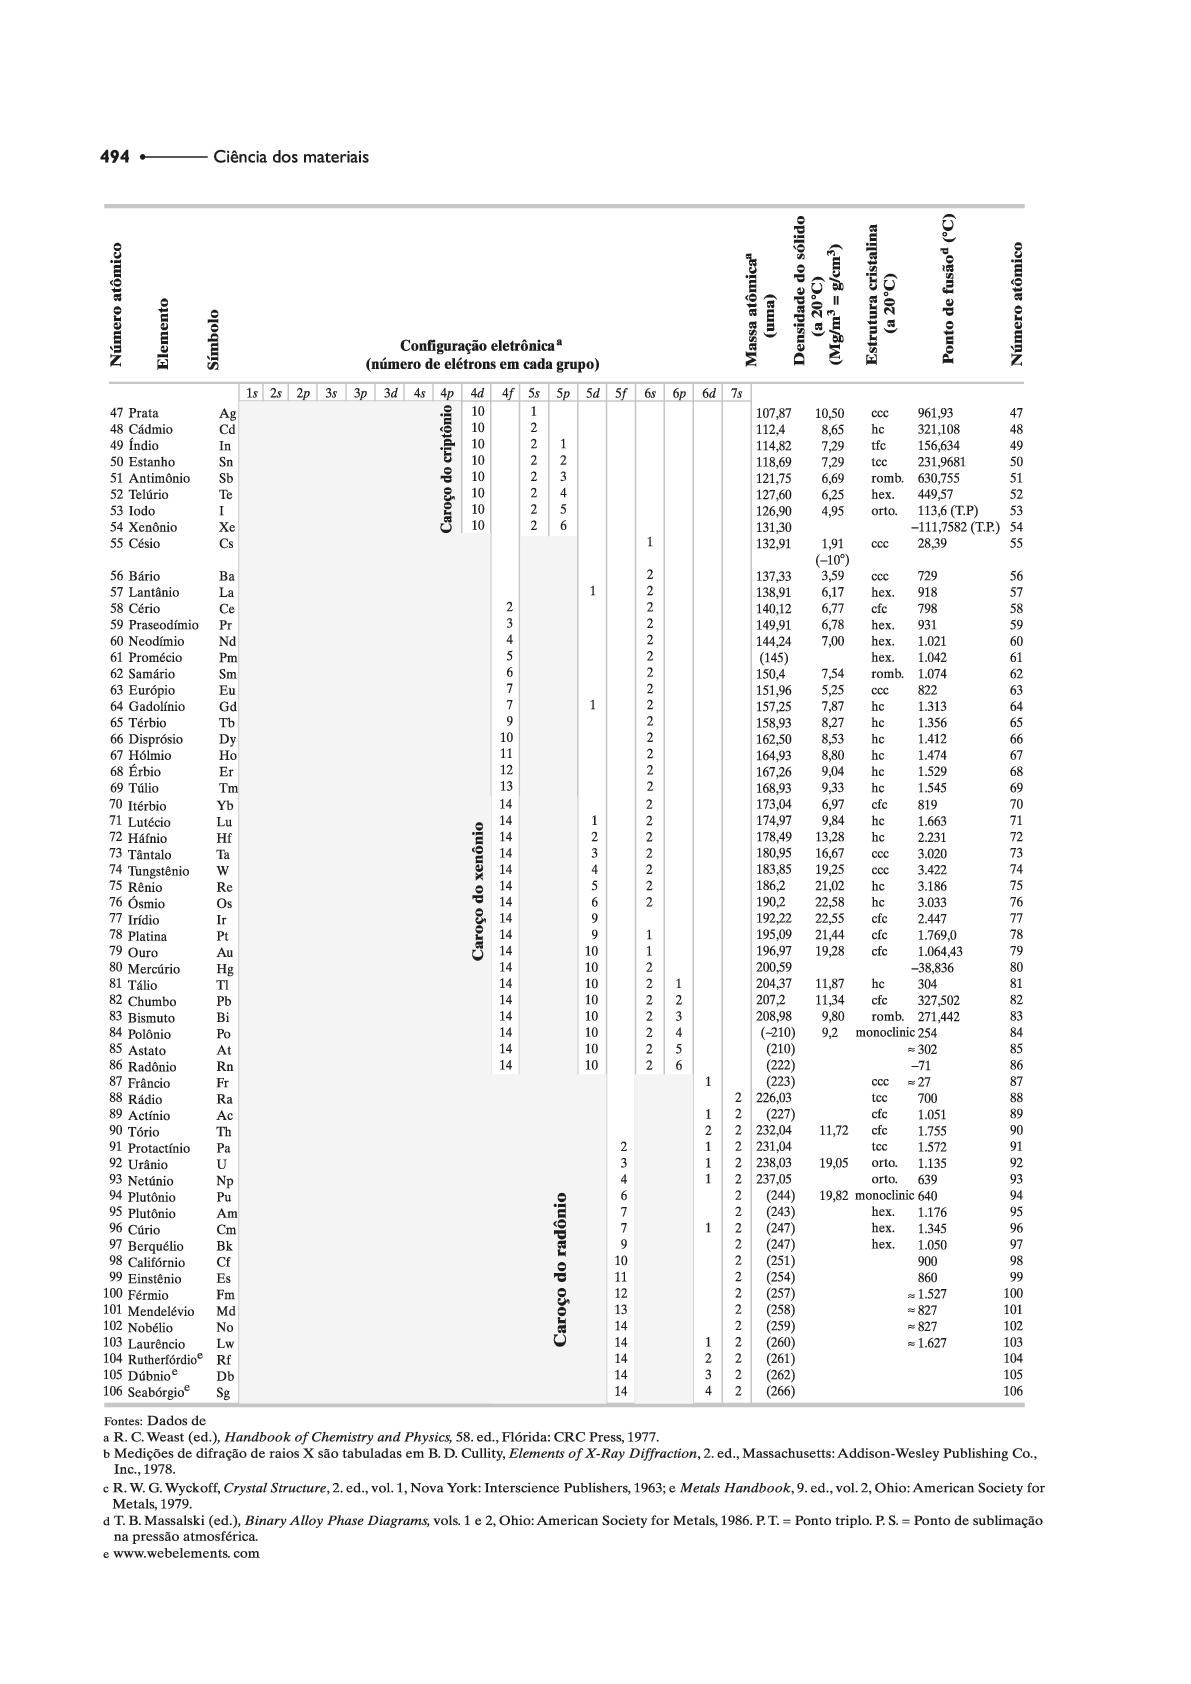 494 Ciência dos materiais
Número atômico
Elemento
Símbolo
Configuração eletrônicaª
(número de elétrons em cada grupo)
Massa atômicaª
(uma)
Densidade do sólido
(a 20°C)
(Mg/m³ = g/cm³)
Estrutura cristalina
(a 20°C)
Ponto de fusãoᵈ (°C)
Número atômico
1s 2s 2p 3s 3p 3d 4s 4p 4d 4f 5s 5p 5d 5f 6s 6p 6d 7s
Caroço do criptônio
47 Prata Ag 10 1 107,87 10,50 ccc 961,93 47
48 Cádmio Cd 10 2 112,4 8,65 hc 321,108 48
49 Índio In 10 2 1 114,82 7,29 tfc 156,634 49
50 Estanho Sn 10 2 2 118,69 7,29 tcc 231,9681 50
51 Antimônio Sb 10 2 3 121,75 6,69 romb. 630,755 51
52 Telúrio Te 10 2 4 127,60 6,25 hex. 449,57 52
53 Iodo I 10 2 5 126,90 4,95 orto. 113,6 (T.P) 53
54 Xenônio Xe 10 2 6 131,30 –111,7582 (T.P.) 54
55 Césio Cs 1 132,91 1,91 ccc 28,39 55
(–10°)
56 Bário Ba 2 137,33 3,59 ccc 729 56
57 Lantânio La 1 2 138,91 6,17 hex. 918 57
58 Cério Ce 2 2 140,12 6,77 cfc 798 58
59 Praseodímio Pr 3 2 149,91 6,78 hex. 931 59
60 Neodímio Nd 4 2 144,24 7,00 hex. 1.021 60
61 Promécio Pm 5 2 (145) hex. 1.042 61
62 Samário Sm 6 2 150,4 7,54 romb. 1.074 62
63 Európio Eu 7 2 151,96 5,25 ccc 822 63
64 Gadolínio Gd 7 1 2 157,25 7,87 hc 1.313 64
65 Térbio Tb 9 2 158,93 8,27 hc 1.356 65
66 Disprósio Dy 10 2 162,50 8,53 hc 1.412 66
67 Hólmio Ho 11 2 164,93 8,80 hc 1.474 67
68 Érbio Er 12 2 167,26 9,04 hc 1.529 68
69 Túlio Tm 13 2 168,93 9,33 hc 1.545 69
70 Itérbio Yb 14 2 173,04 6,97 cfc 819 70
Caroço do xenônio
71 Lutécio Lu 14 1 2 174,97 9,84 hc 1.663 71
72 Háfnio Hf 14 2 2 178,49 13,28 hc 2.231 72
73 Tântalo Ta 14 3 2 180,95 16,67 ccc 3.020 73
74 Tungstênio W 14 4 2 183,85 19,25 ccc 3.422 74
75 Rênio Re 14 5 2 186,2 21,02 hc 3.186 75
76 Ósmio Os 14 6 2 190,2 22,58 hc 3.033 76
77 Irídio Ir 14 9 192,22 22,55 cfc 2.447 77
78 Platina Pt 14 9 1 195,09 21,44 cfc 1.769,0 78
79 Ouro Au 14 10 1 196,97 19,28 cfc 1.064,43 79
80 Mercúrio Hg 14 10 2 200,59 –38,836 80
81 Tálio Tl 14 10 2 1 204,37 11,87 hc 304 81
82 Chumbo Pb 14 10 2 2 207,2 11,34 cfc 327,502 82
83 Bismuto Bi 14 10 2 3 208,98 9,80 romb. 271,442 83
84 Polônio Po 14 10 2 4 (–210) 9,2 monoclinic 254 84
85 Astato At 14 10 2 5 (210) ≈ 302 85
86 Radônio Rn 14 10 2 6 (222) –71 86
87 Frâncio Fr 1 (223) ccc ≈ 27 87
88 Rádio Ra 2 226,03 tcc 700 88
89 Actínio Ac 1 2 (227) cfc 1.051 89
90 Tório Th 2 2 232,04 11,72 cfc 1.755 90
91 Protactínio Pa 2 1 2 231,04 tcc 1.572 91
92 Urânio U 3 1 2 238,03 19,05 orto. 1.135 92
93 Netúnio Np 4 1 2 237,05 orto. 639 93
Caroço do radônio
94 Plutônio Pu 6 2 (244) 19,82 monoclinic 640 94
95 Plutônio Am 7 2 (243) hex. 1.176 95
96 Cúrio Cm 7 1 2 (247) hex. 1.345 96
97 Berquélio Bk 9 2 (247) hex. 1.050 97
98 Califórnio Cf 10 2 (251) 900 98
99 Einstênio Es 11 2 (254) 860 99
100 Férmio Fm 12 2 (257) ≈ 1.527 100
101 Mendelévio Md 13 2 (258) ≈ 827 101
102 Nobélio No 14 2 (259) ≈ 827 102
103 Laurêncio Lw 14 1 2 (260) ≈ 1.627 103
104 Rutherfórdioᵉ Rf 14 2 2 (261) 104
105 Dúbnioᵉ Db 14 3 2 (262) 105
106 Seabórgioᵉ Sg 14 4 2 (266) 106
Fontes: Dados de
a R. C. Weast (ed.), Handbook of Chemistry and Physics, 58. ed., Flórida: CRC Press, 1977.
b Medições de difração de raios X são tabuladas em B. D. Cullity, Elements of X-Ray Diffraction, 2. ed., Massachusetts: Addison-Wesley Publishing Co.,
Inc., 1978.
c R. W. G. Wyckoff, Crystal Structure, 2. ed., vol. 1, Nova York: Interscience Publishers, 1963; e Metals Handbook, 9. ed., vol. 2, Ohio: American Society for
Metals, 1979.
d T. B. Massalski (ed.), Binary Alloy Phase Diagrams, vols. 1 e 2, Ohio: American Society for Metals, 1986. P. T. = Ponto triplo. P. S. = Ponto de sublimação
na pressão atmosférica.
e www.webelements. com